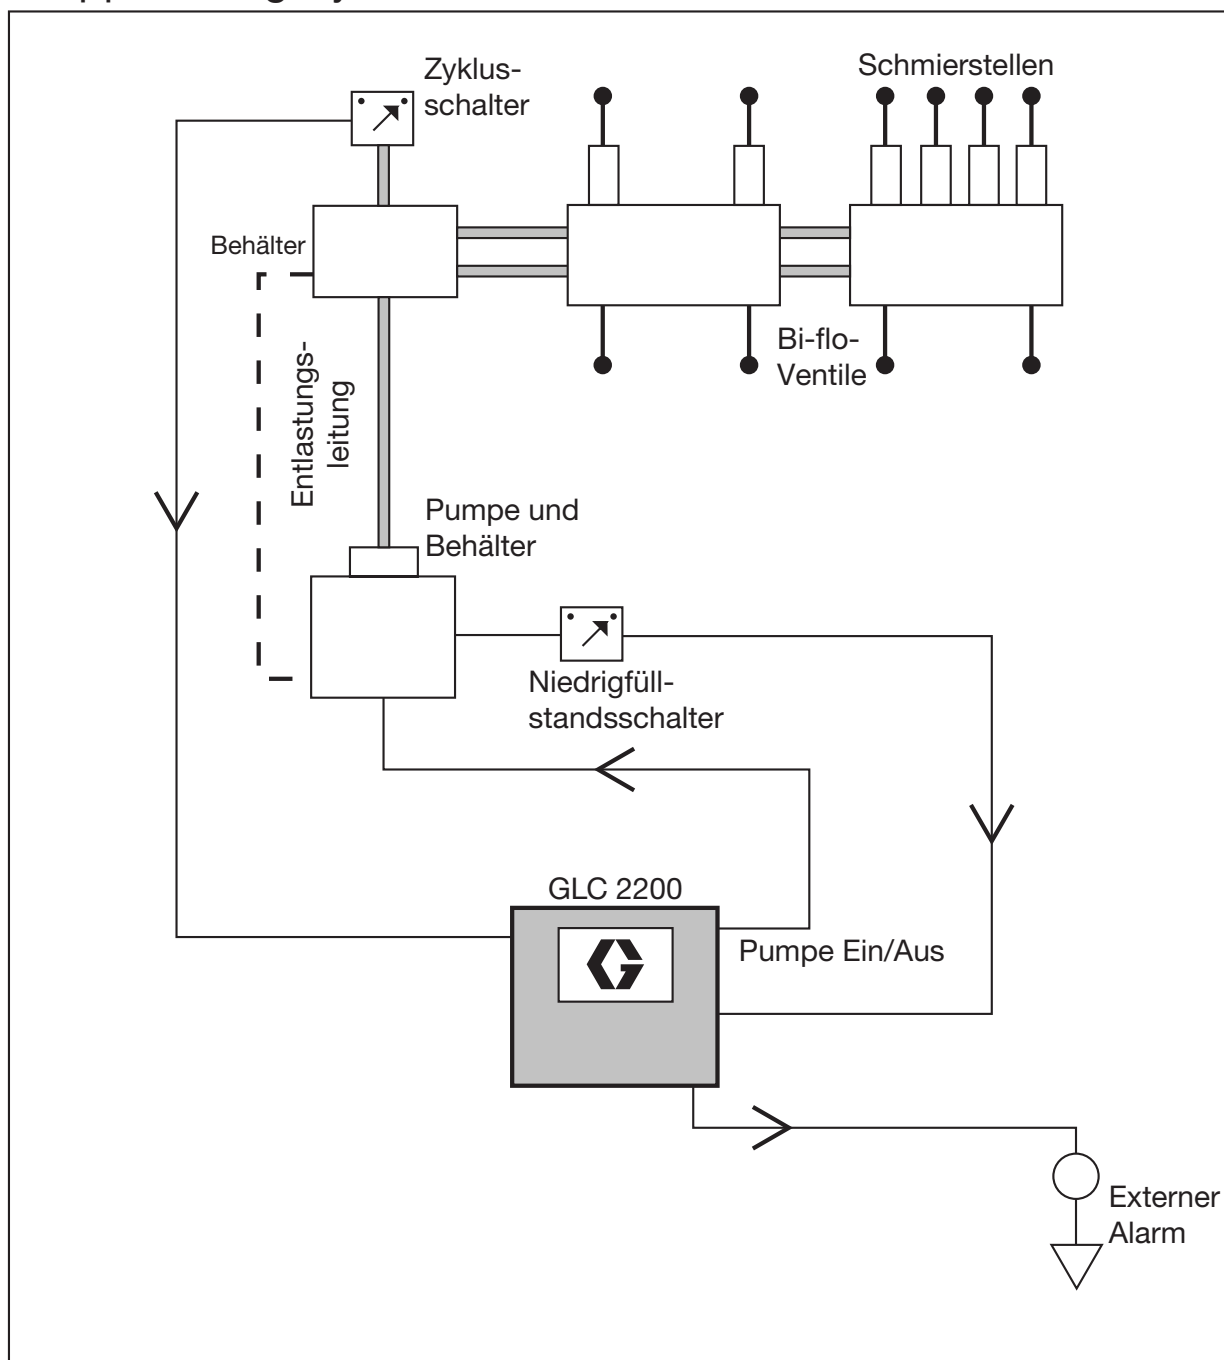 Zyklus-
schalter
Schmierstellen
Behälter
Bi-flo-
Ventile
Entlastungs-
leitung
Pumpe und
Behälter
Niedrigfüll-
standsschalter
GLC 2200
Pumpe Ein/Aus
Externer
Alarm